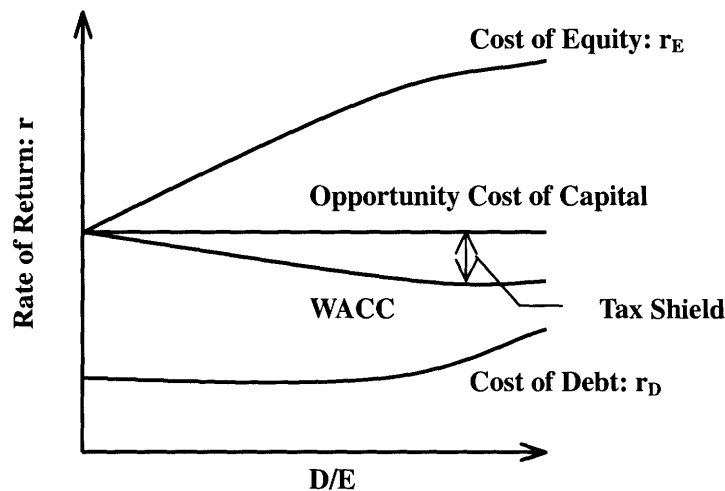 Cost of Equity: rE
Rate of Return: r
Opportunity Cost of Capital
WACC
Tax Shield
Cost of Debt: rD
D/E